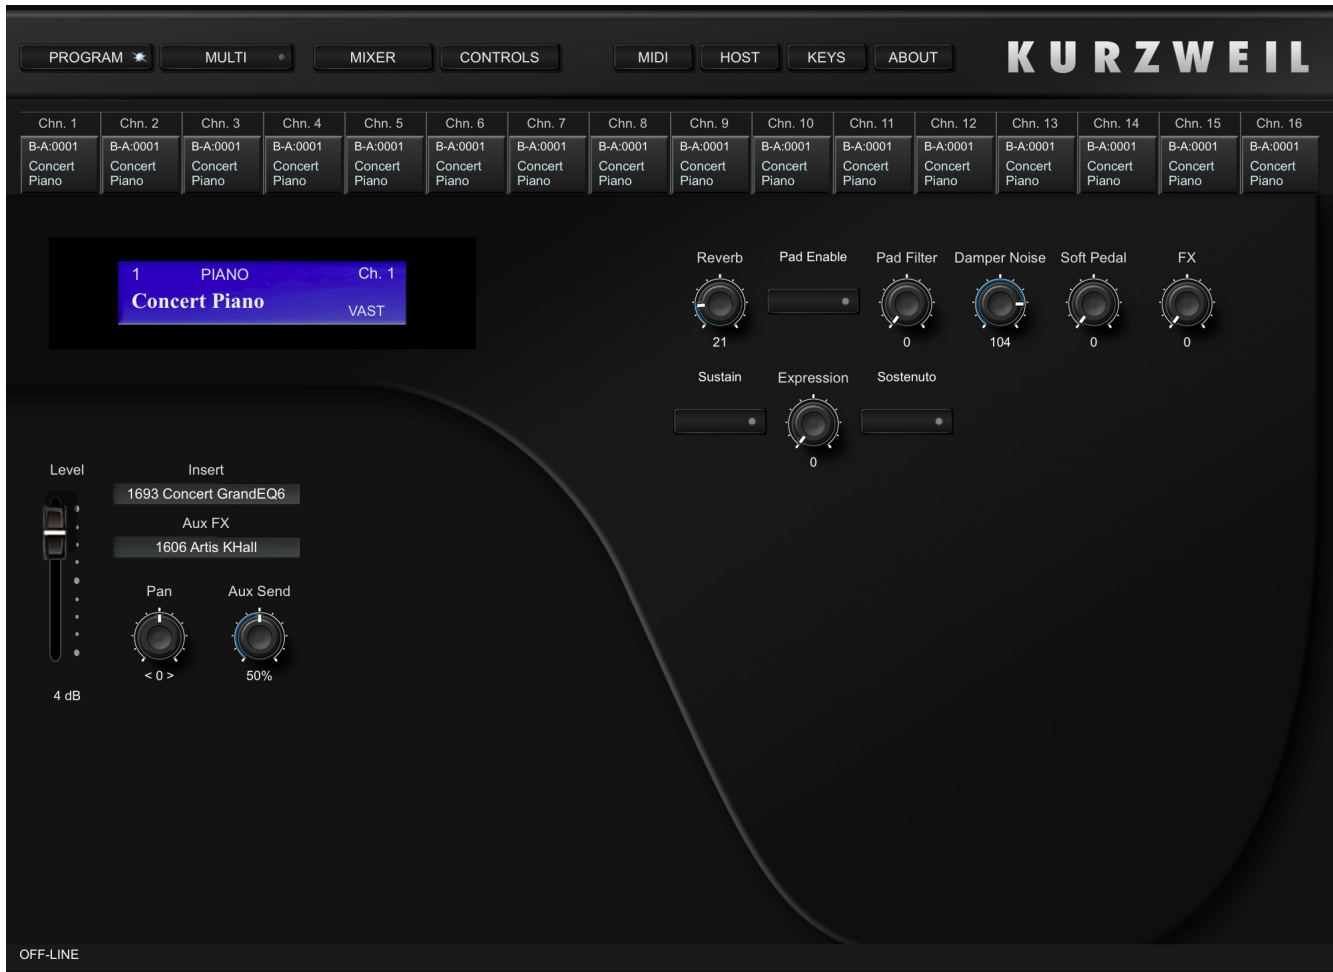 PROGRAM MULTI MIXER CONTROLS MIDI HOST KEYS ABOUT KURZWEIL
Chn. 1 Chn. 2 Chn. 3 Chn. 4 Chn. 5 Chn. 6 Chn. 7 Chn. 8 Chn. 9 Chn. 10 Chn. 11 Chn. 12 Chn. 13 Chn. 14 Chn. 15 Chn. 16
B-A:0001 B-A:0001 B-A:0001 B-A:0001 B-A:0001 B-A:0001 B-A:0001 B-A:0001 B-A:0001 B-A:0001 B-A:0001 B-A:0001 B-A:0001 B-A:0001 B-A:0001 B-A:0001
Concert Concert Concert Concert Concert Concert Concert Concert Concert Concert Concert Concert Concert Concert Concert Concert
Piano Piano Piano Piano Piano Piano Piano Piano Piano Piano Piano Piano Piano Piano Piano Piano
1 PIANO Ch. 1
Concert Piano
VAST
Reverb Pad Enable Pad Filter Damper Noise Soft Pedal FX
21 0 104 0 0
Sustain Expression Sostenuto
0
Level Insert
1693 Concert GrandEQ6
Aux FX
1606 Artis KHall
Pan Aux Send
< 0 > 50%
4 dB
OFF-LINE